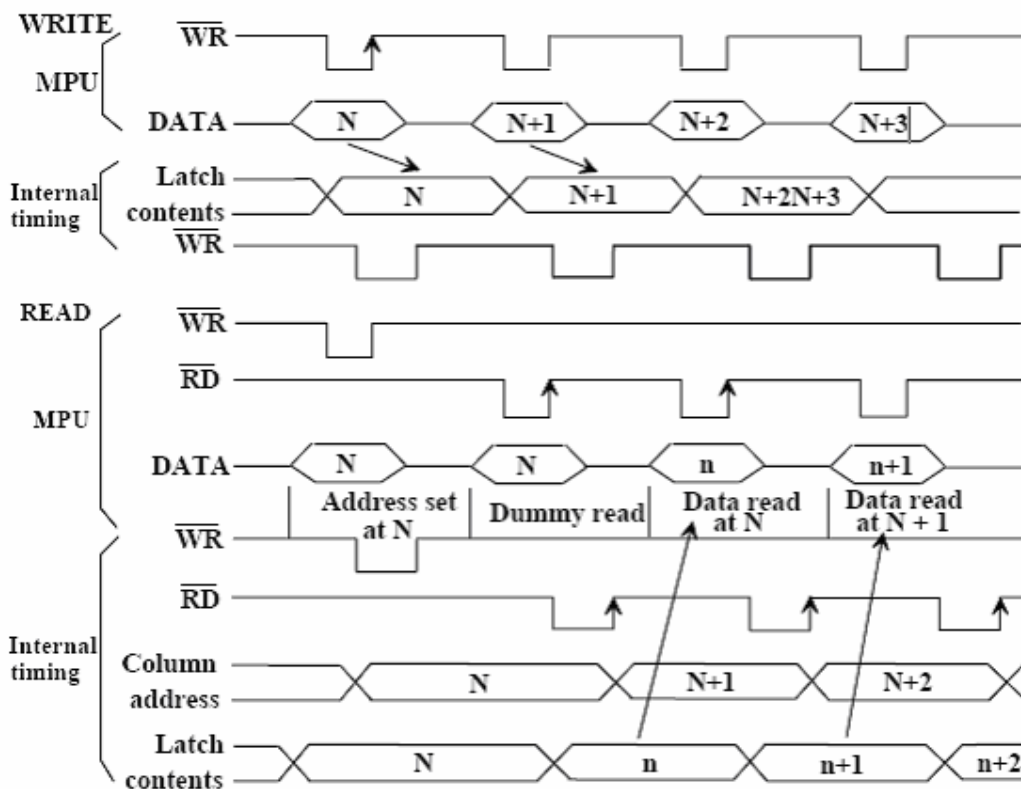 WRITE
WR
MPU
DATA
N
N+1
N+2
N+3
Internal
timing
Latch
contents
N
N+1
N+2N+3
WR
READ
WR
RD
MPU
DATA
N
N
n
n+1
Address set
at N
Dummy read
Data read
at N
Data read
at N + 1
WR
RD
Internal
timing
Column
address
N
N+1
N+2
Latch
contents
N
n
n+1
n+2